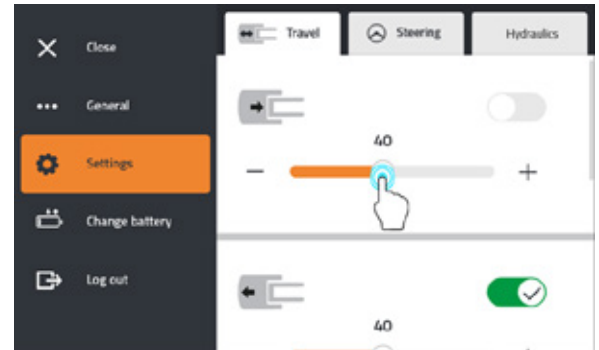 Close
General
Settings
Change battery
Log out
Travel
Steering
Hydraulics
40
40